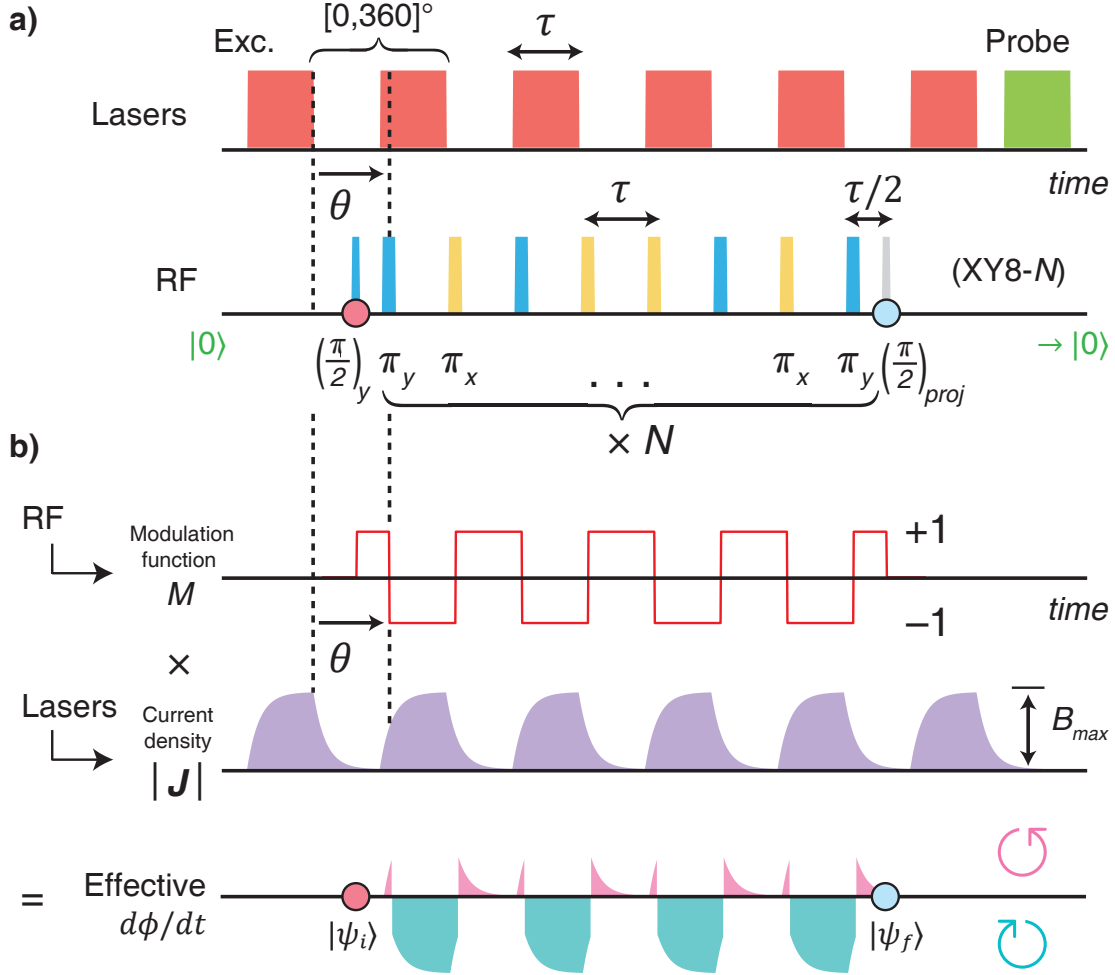 a)
Exc.
[0,360]°
τ
Probe
Lasers
time
θ
τ
τ/2
RF
(XY8-N)
|0⟩
→ |0⟩
(π/2)y
πy
πx
. . .
πx
πy
(π/2)proj
× N
b)
RF
Modulation
function
M
+1
−1
time
θ
×
Lasers
Current
density
|J|
Bmax
=
Effective
dϕ/dt
|ψi⟩
|ψf⟩